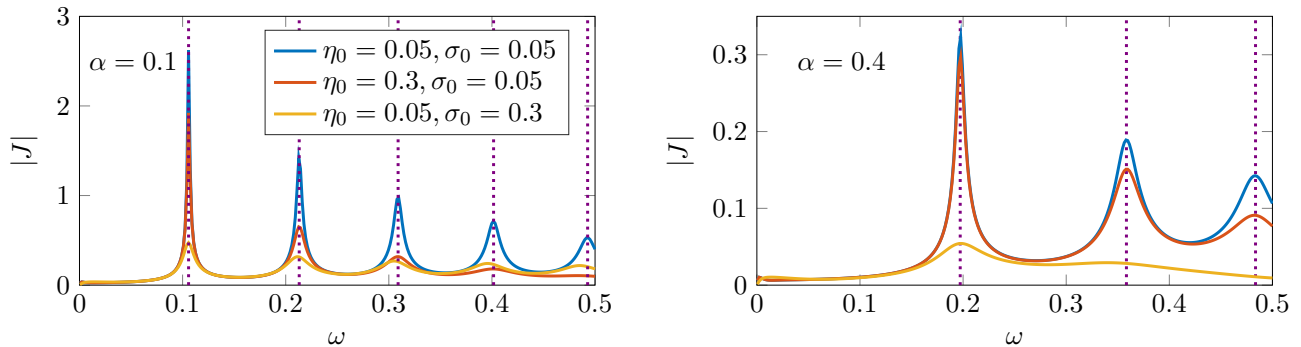 3
2
1
0
|J|
α = 0.1
η₀ = 0.05, σ₀ = 0.05
η₀ = 0.3, σ₀ = 0.05
η₀ = 0.05, σ₀ = 0.3
0 0.1 0.2 0.3 0.4 0.5
ω
0.3
0.2
0.1
0
|J|
α = 0.4
0 0.1 0.2 0.3 0.4 0.5
ω